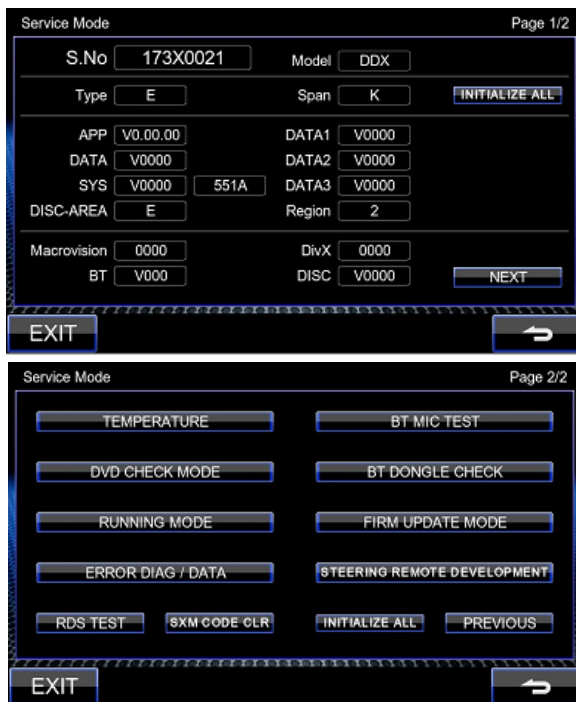 Service Mode Page 1/2
S.No 173X0021 Model DDX
Type E Span K INITIALIZE ALL
APP V0.00.00 DATA1 V0000
DATA V0000 DATA2 V0000
SYS V0000 551A DATA3 V0000
DISC-AREA E Region 2
Macrovision 0000 DivX 0000
BT V000 DISC V0000 NEXT
EXIT
Service Mode Page 2/2
TEMPERATURE BT MIC TEST
DVD CHECK MODE BT DONGLE CHECK
RUNNING MODE FIRM UPDATE MODE
ERROR DIAG / DATA STEERING REMOTE DEVELOPMENT
RDS TEST SXM CODE CLR INITIALIZE ALL PREVIOUS
EXIT